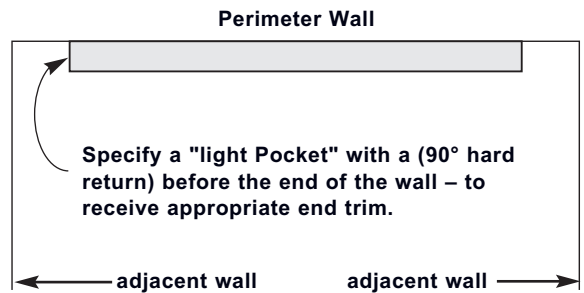 Perimeter Wall
Specify a "light Pocket" with a (90° hard
return) before the end of the wall – to
receive appropriate end trim.
adjacent wall adjacent wall